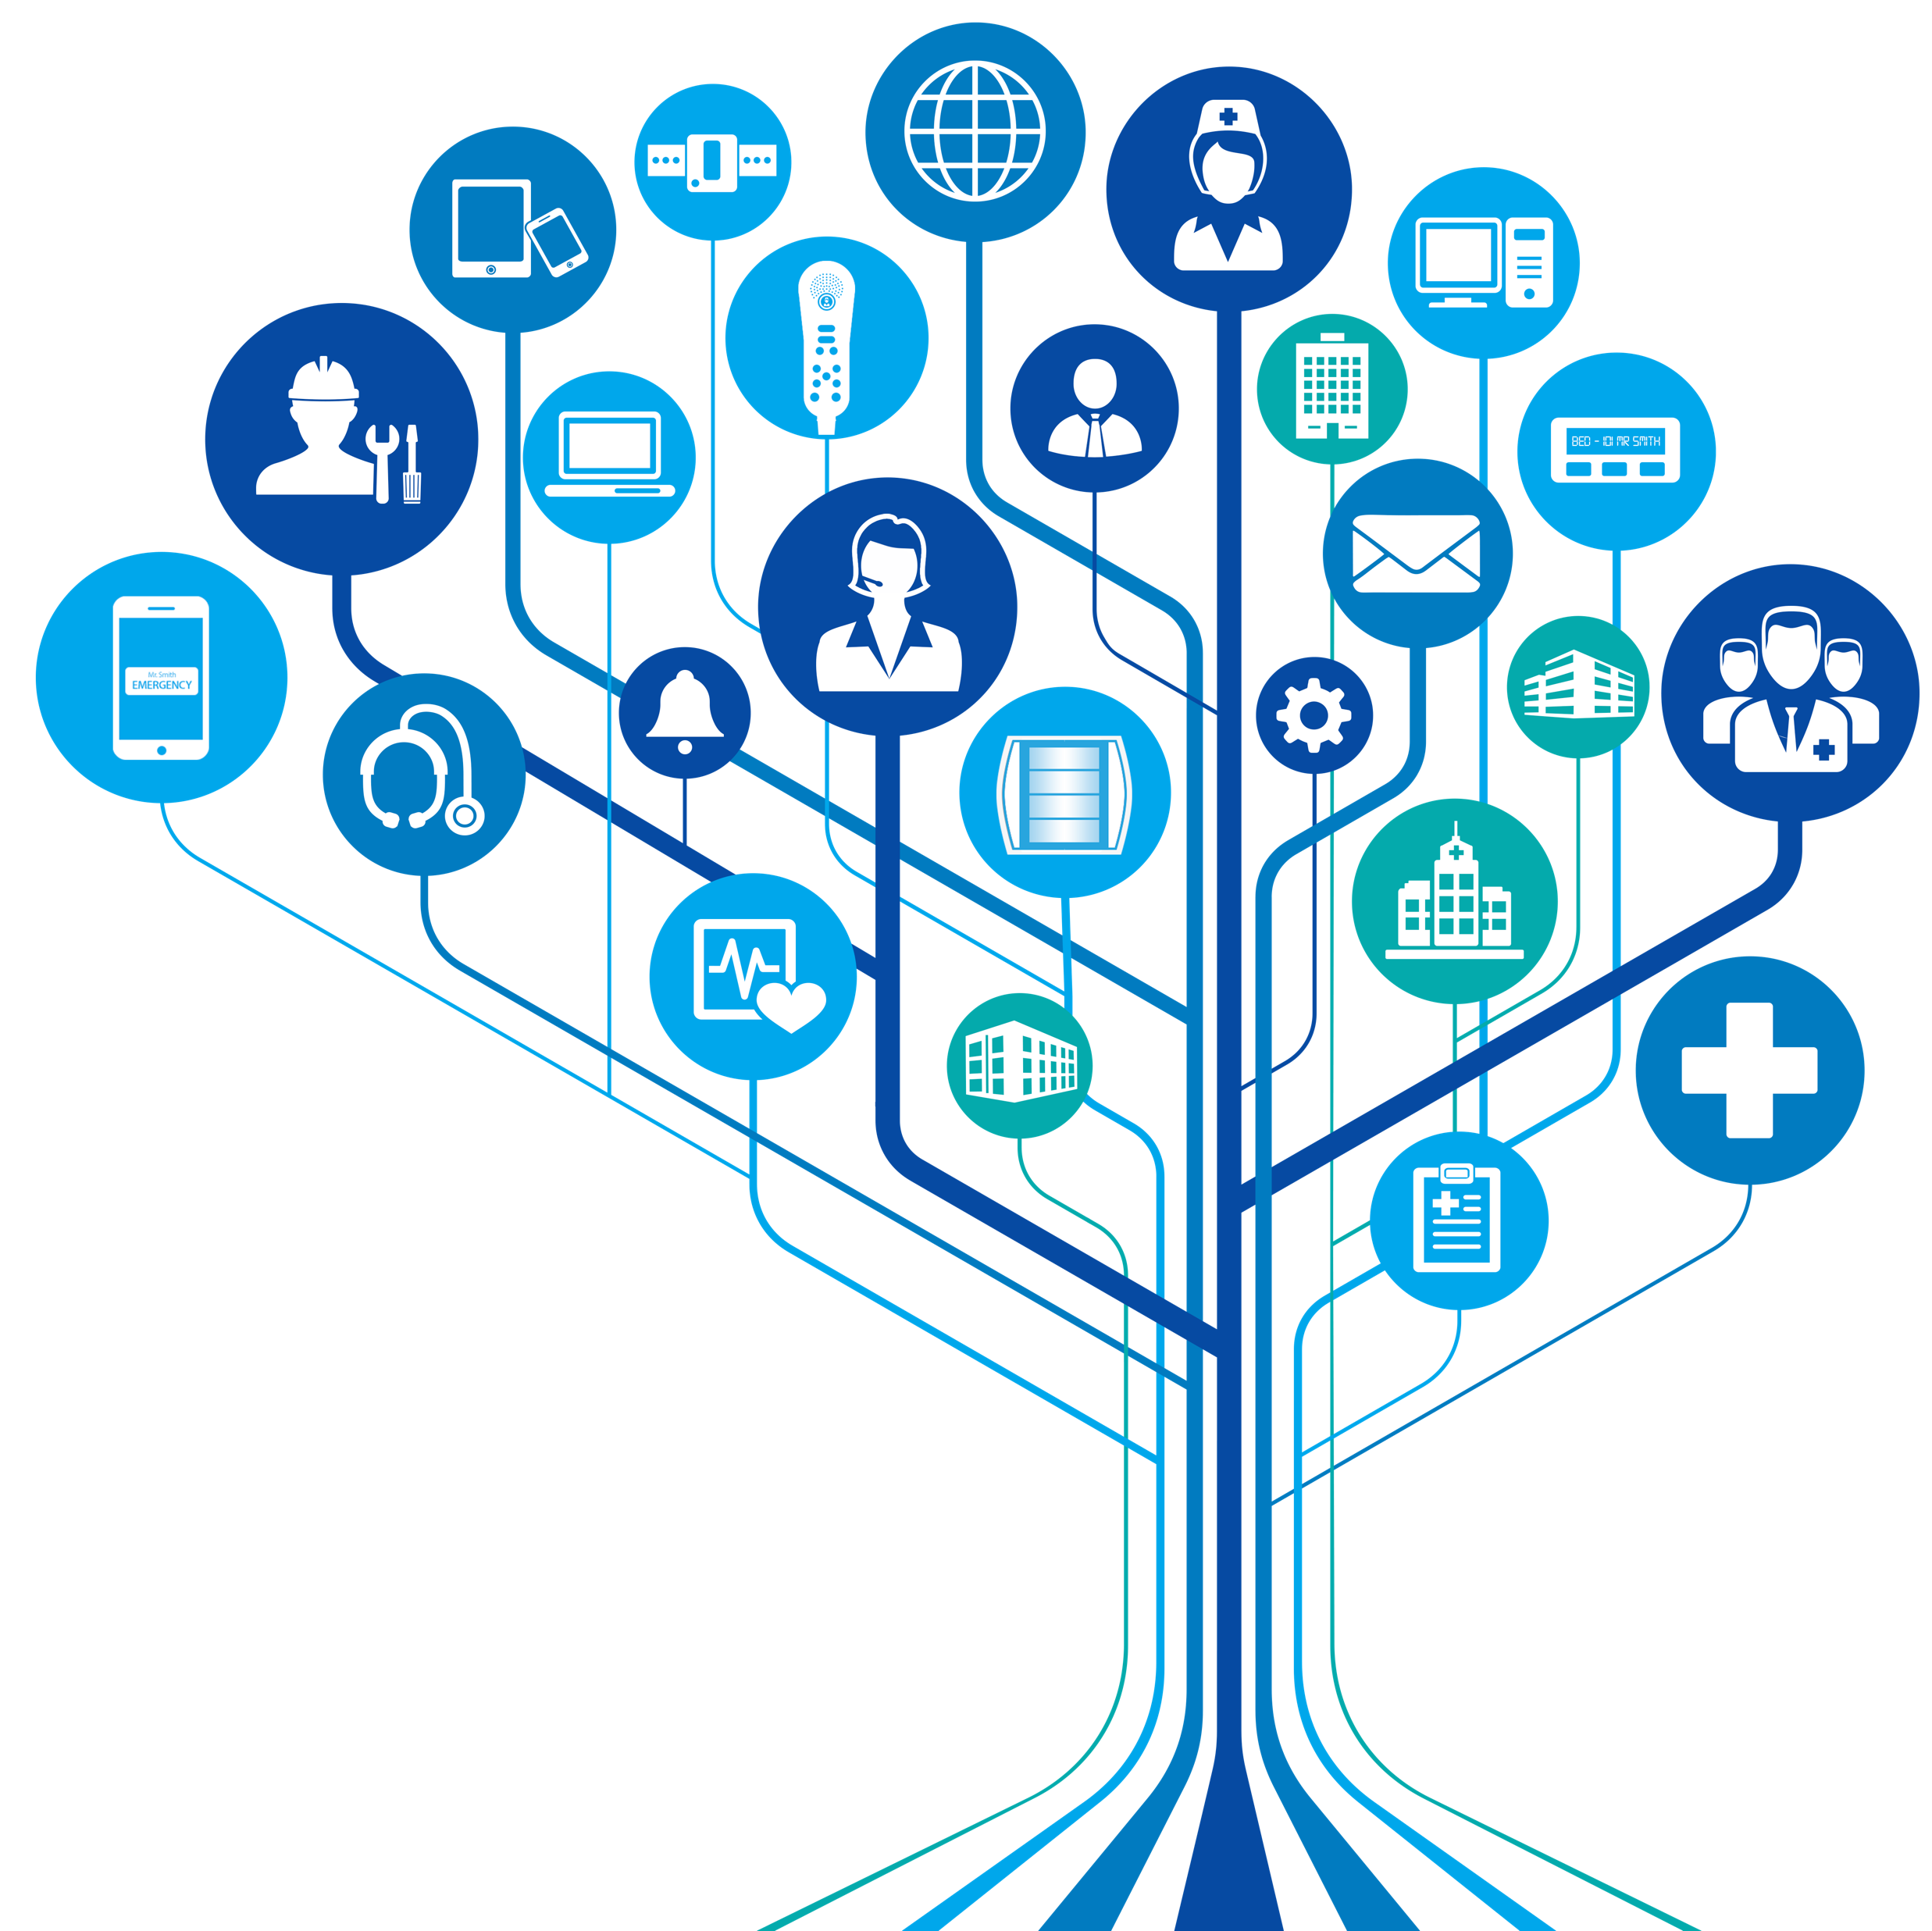 BED - 101 MR SMITH
Mr. Smith
EMERGENCY